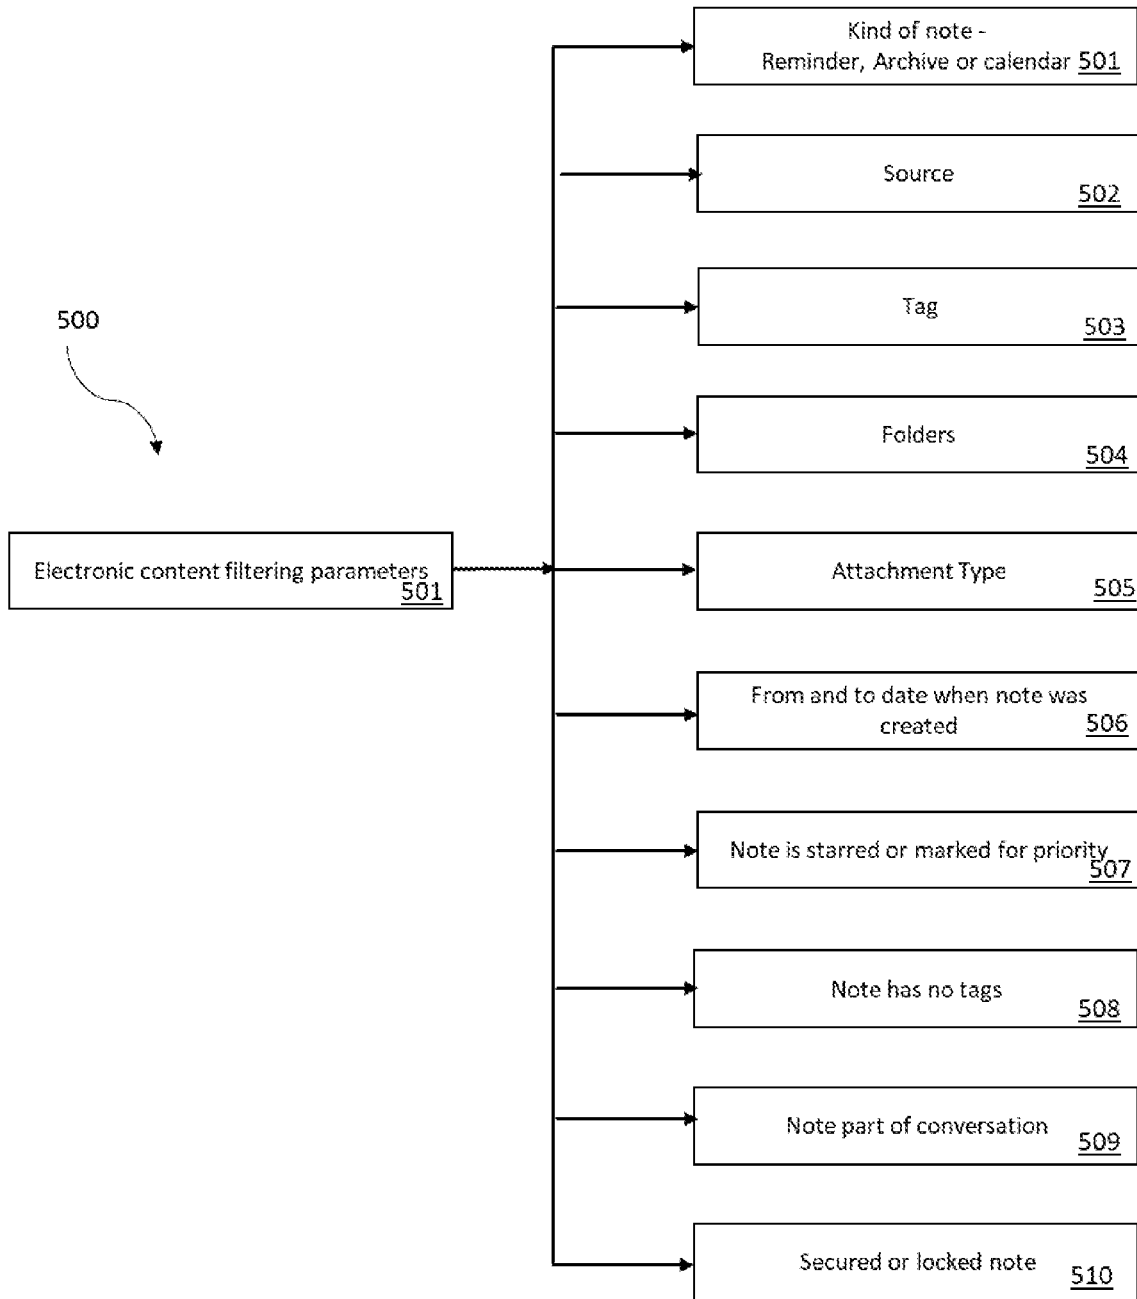 Kind of note -
Reminder, Archive or calendar 501
Source
502
Tag
503
500
Folders
504
Electronic content filtering parameters
501
Attachment Type
505
From and to date when note was
created
506
Note is starred or marked for priority
507
Note has no tags
508
Note part of conversation
509
Secured or locked note
510